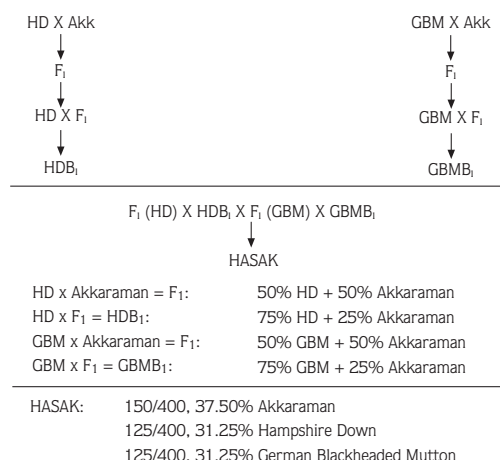 HD X Akk GBM X Akk
F₁ F₁
HD X F₁ GBM X F₁
HDB₁ GBMB₁
F₁ (HD) X HDB₁ X F₁ (GBM) X GBMB₁
HASAK
HD x Akkaraman = F₁: 50% HD + 50% Akkaraman
HD x F₁ = HDB₁: 75% HD + 25% Akkaraman
GBM x Akkaraman = F₁: 50% GBM + 50% Akkaraman
GBM x F₁ = GBMB₁: 75% GBM + 25% Akkaraman
HASAK: 150/400, 37.50% Akkaraman
125/400, 31.25% Hampshire Down
125/400, 31.25% German Blackheaded Mutton